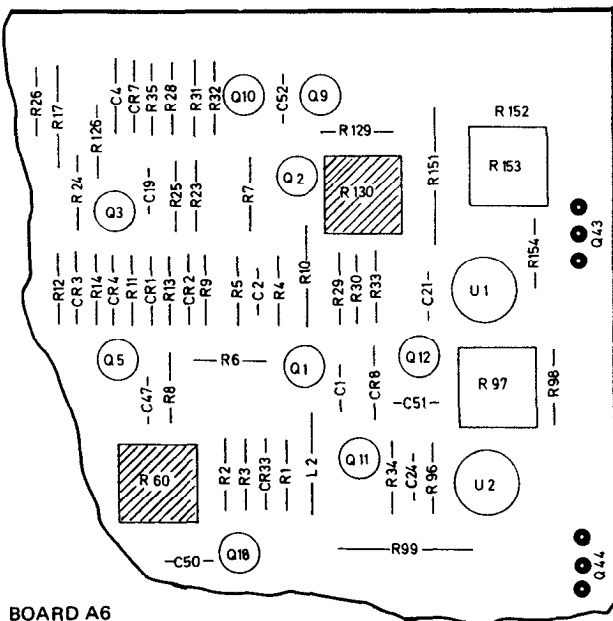 R26 R17 R126 C4 CR7 R35 R28 R31 R32 Q10 C52 Q9
R129 R151 R152
R24 Q3 C19 R25 R23 R7 Q2 R130 R153
Q43
R12 CR3 R14 CR4 R11 CR1 R13 CR2 R9 R5 C2 R4 R10 R29 R30 R33 C21 U1 R154
Q5 C47 R8 R6 Q1 C1 CR8 Q12 C51 R97 R98
R60 R2 R3 CR33 R1 L2 Q11 R34 C24 R96 U2
C50 Q18 R99 Q44
BOARD A6